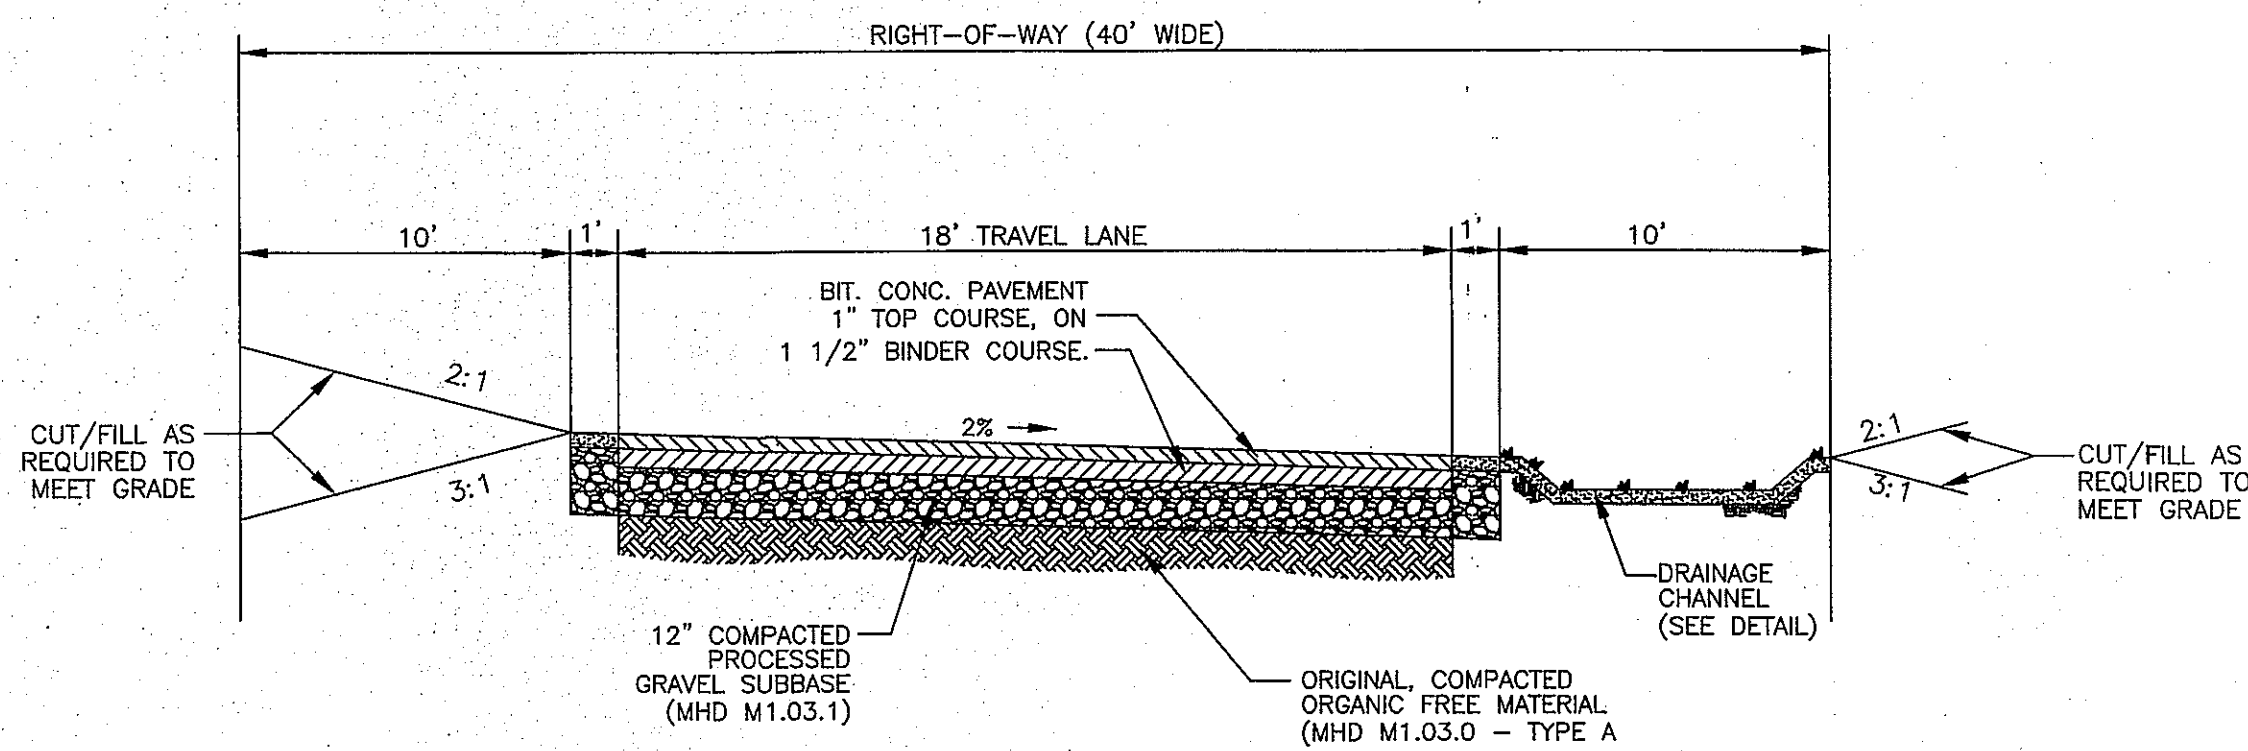 RIGHT-OF-WAY (40' WIDE)
10'
1'
18' TRAVEL LANE
1'
10'
BIT. CONC. PAVEMENT
1" TOP COURSE, ON
1 1/2" BINDER COURSE.
2:1
3:1
2%
2:1
3:1
CUT/FILL AS
REQUIRED TO
MEET GRADE
CUT/FILL AS
REQUIRED TO
MEET GRADE
DRAINAGE
CHANNEL
(SEE DETAIL)
12" COMPACTED
PROCESSED
GRAVEL SUBBASE
(MHD M1.03.1)
ORIGINAL, COMPACTED
ORGANIC FREE MATERIAL
(MHD M1.03.0 - TYPE A